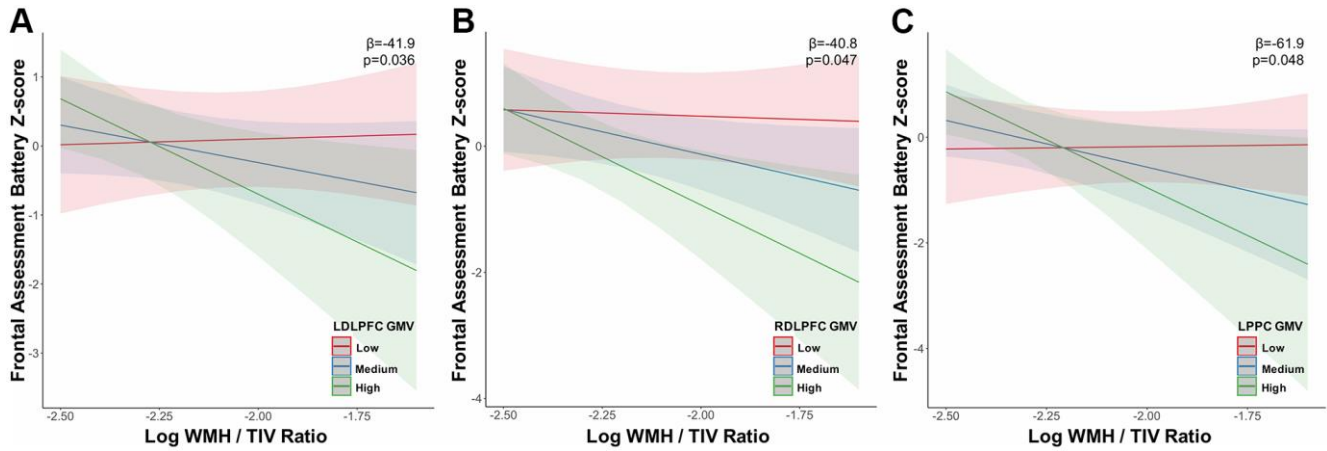 A
β=-41.9
p=0.036
Frontal Assessment Battery Z-score
1
0
-1
-2
-3
LDLPFC GMV
Low
Medium
High
-2.50
-2.25
-2.00
-1.75
Log WMH / TIV Ratio
B
β=-40.8
p=0.047
Frontal Assessment Battery Z-score
0
-2
-4
RDLPFC GMV
Low
Medium
High
-2.50
-2.25
-2.00
-1.75
Log WMH / TIV Ratio
C
β=-61.9
p=0.048
Frontal Assessment Battery Z-score
0
-2
-4
LPPC GMV
Low
Medium
High
-2.50
-2.25
-2.00
-1.75
Log WMH / TIV Ratio